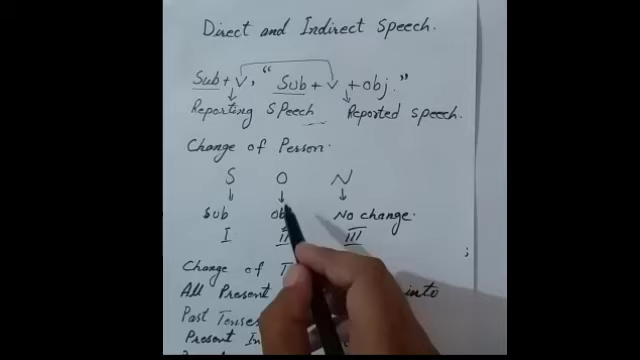 Direct and Indirect Speech.
Sub + V, " Sub + V + obj."
Reporting Speech Reported speech.
Change of Person.
S O N
Sub ob No change.
I II III
Change of T
All Present into
Past Tenses
Present In